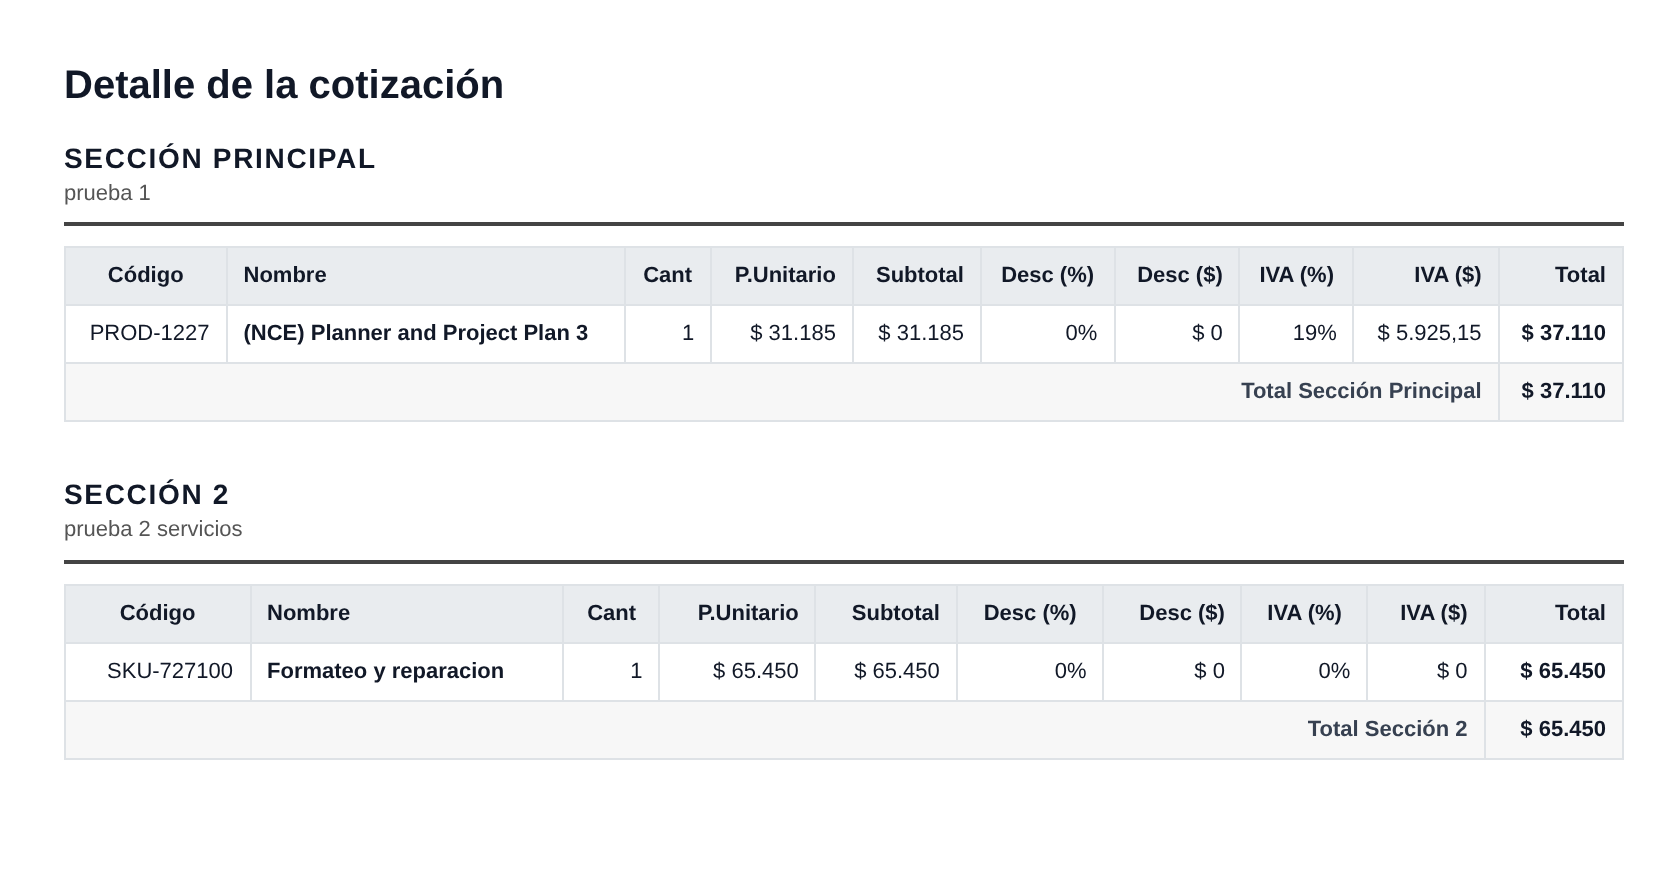 Detalle de la cotización
SECCIÓN PRINCIPAL
prueba 1
Código Nombre Cant P.Unitario Subtotal Desc (%) Desc ($) IVA (%) IVA ($) Total
PROD-1227 (NCE) Planner and Project Plan 3 1 $ 31.185 $ 31.185 0% $ 0 19% $ 5.925,15 $ 37.110
Total Sección Principal $ 37.110
SECCIÓN 2
prueba 2 servicios
Código Nombre Cant P.Unitario Subtotal Desc (%) Desc ($) IVA (%) IVA ($) Total
SKU-727100 Formateo y reparacion 1 $ 65.450 $ 65.450 0% $ 0 0% $ 0 $ 65.450
Total Sección 2 $ 65.450